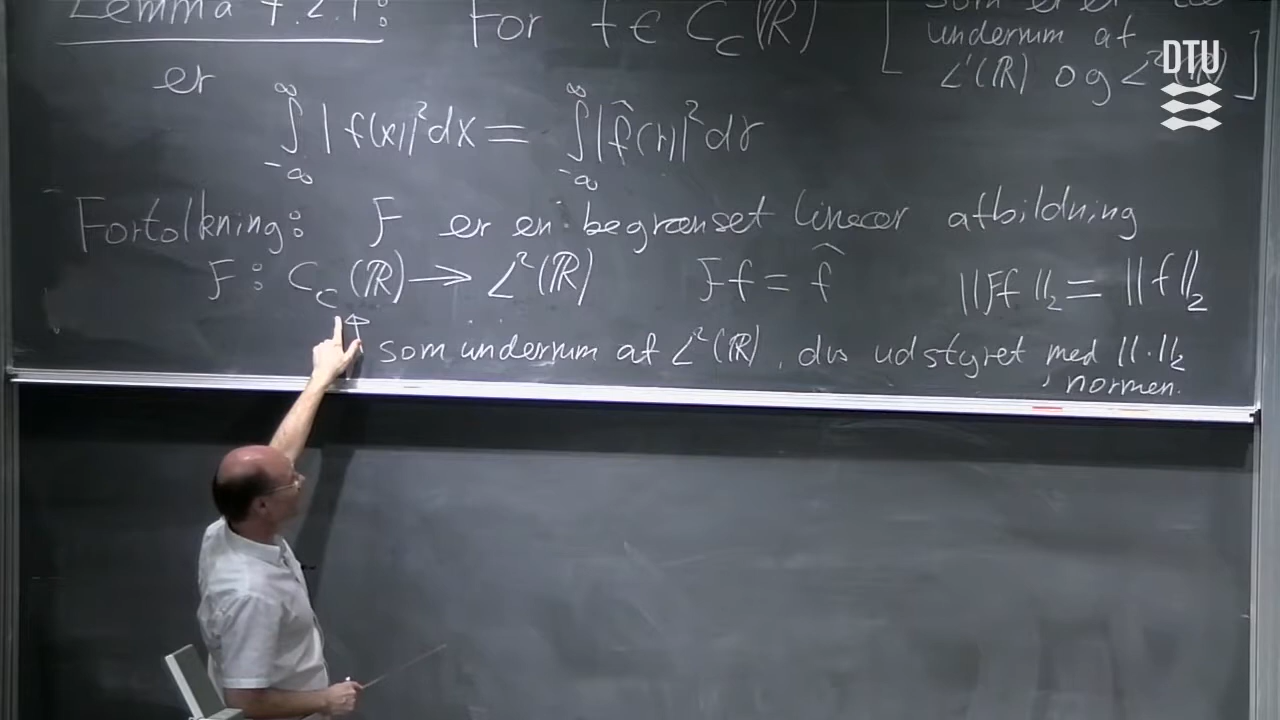 Lemma 7.2.1: For f ∈ C_c(ℝ) [som er et
underrum af
L¹(ℝ) og L²(ℝ)]
DTU
er
∫_{-∞}^{∞} |f(x)|² dx = ∫_{-∞}^{∞} |f̂(γ)|² dγ
Fortolkning: F er en begrænset lineær afbildning
F: C_c(ℝ) → L²(ℝ) Ff = f̂ ||Ff||₂ = ||f||₂
↑ som underrum af L²(ℝ), dvs udstyret med ||·||₂
normen.